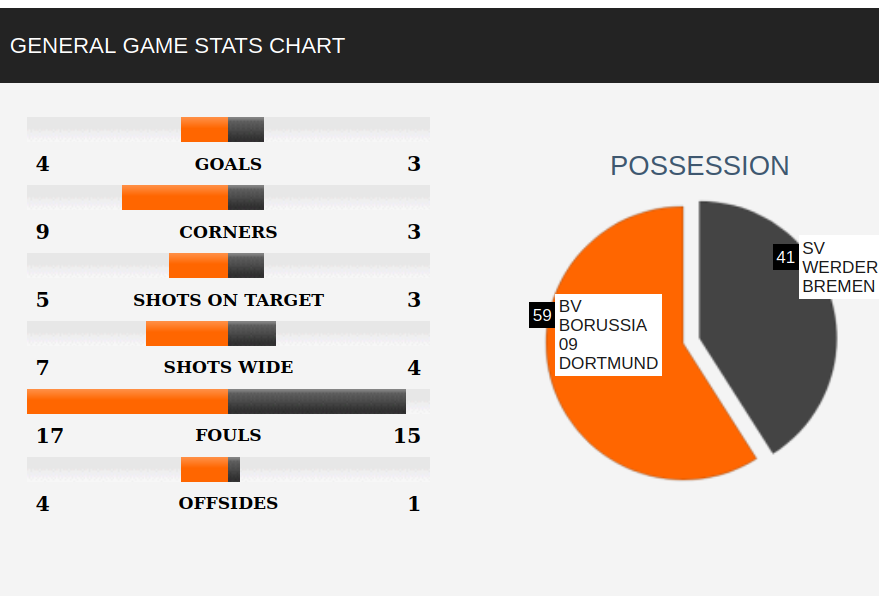 GENERAL GAME STATS CHART
4 GOALS 3
9 CORNERS 3
5 SHOTS ON TARGET 3
7 SHOTS WIDE 4
17 FOULS 15
4 OFFSIDES 1
POSSESSION
41 SV
WERDER
BREMEN
59 BV
BORUSSIA
09
DORTMUND